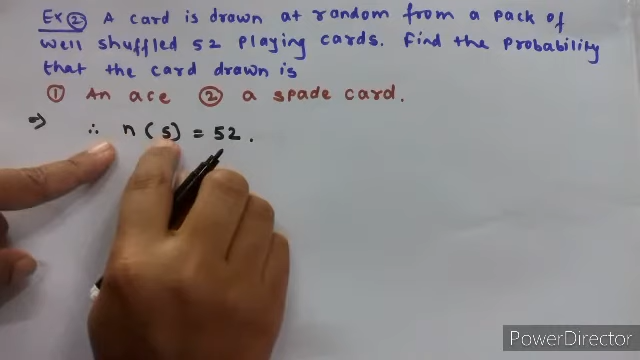 Ex② A card is drawn at random from a pack of
well shuffled 52 playing cards. Find the probability
that the card drawn is
① An ace ② a spade card.
⇒ ∴ n(s) = 52.
PowerDirector